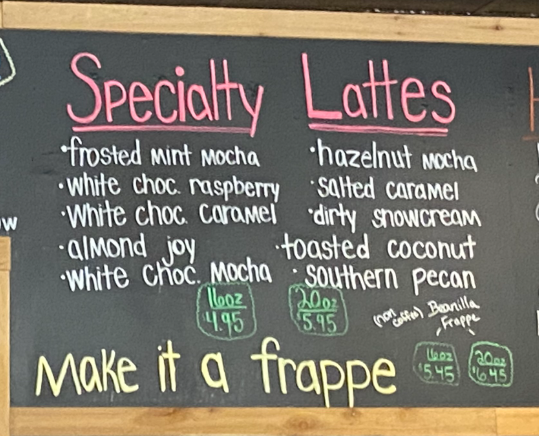 Specialty Lattes
•frosted Mint Mocha
•white choc. raspberry
•White choc. Caramel
•almond joy
•white choc. Mocha
•hazelnut Mocha
•salted caramel
•dirty snowcream
•toasted coconut
•southern pecan
16oz 4.95
20oz 5.95
(non coffee) Beanilla Frappe
Make it a frappe
16oz $5.45
20oz $6.45